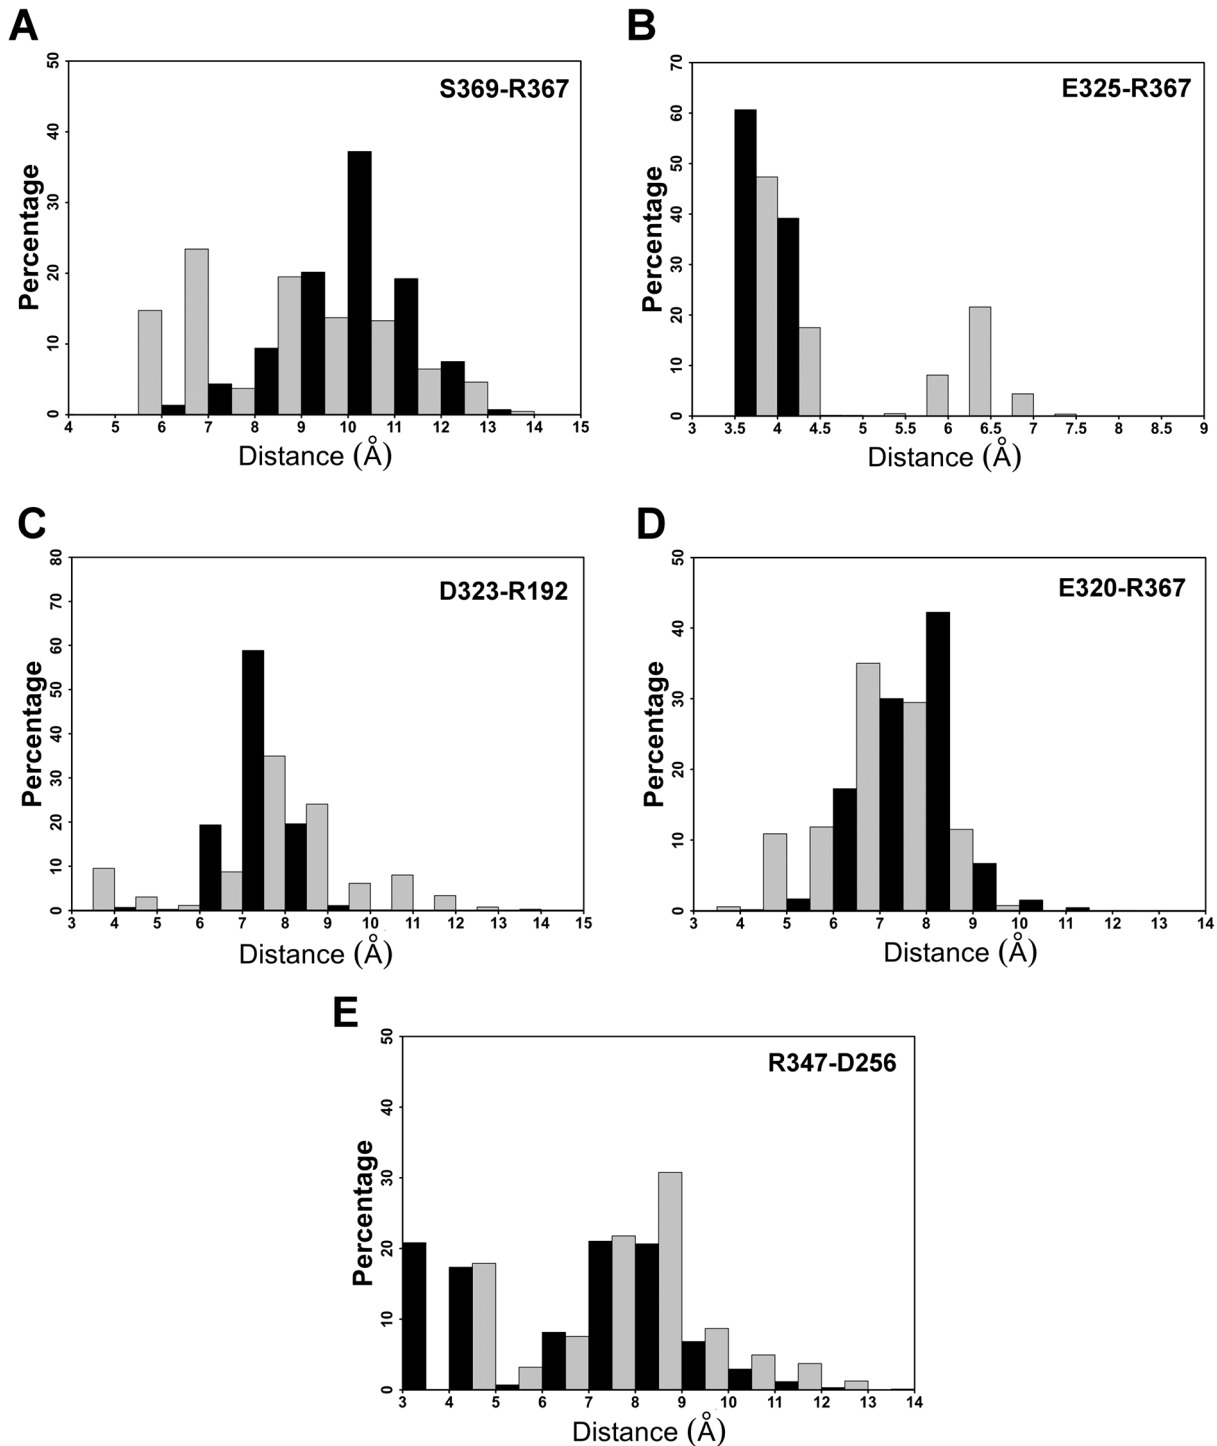 A
S369-R367
Percentage
0 10 20 30 40 50
4 5 6 7 8 9 10 11 12 13 14 15
Distance (Å)
B
E325-R367
Percentage
0 10 20 30 40 50 60 70
3 3.5 4 4.5 5 5.5 6 6.5 7 7.5 8 8.5 9
Distance (Å)
C
D323-R192
Percentage
0 10 20 30 40 50 60 70 80
3 4 5 6 7 8 9 10 11 12 13 14 15
Distance (Å)
D
E320-R367
Percentage
0 10 20 30 40 50
3 4 5 6 7 8 9 10 11 12 13 14
Distance (Å)
E
R347-D256
Percentage
0 10 20 30 40 50
3 4 5 6 7 8 9 10 11 12 13 14
Distance (Å)